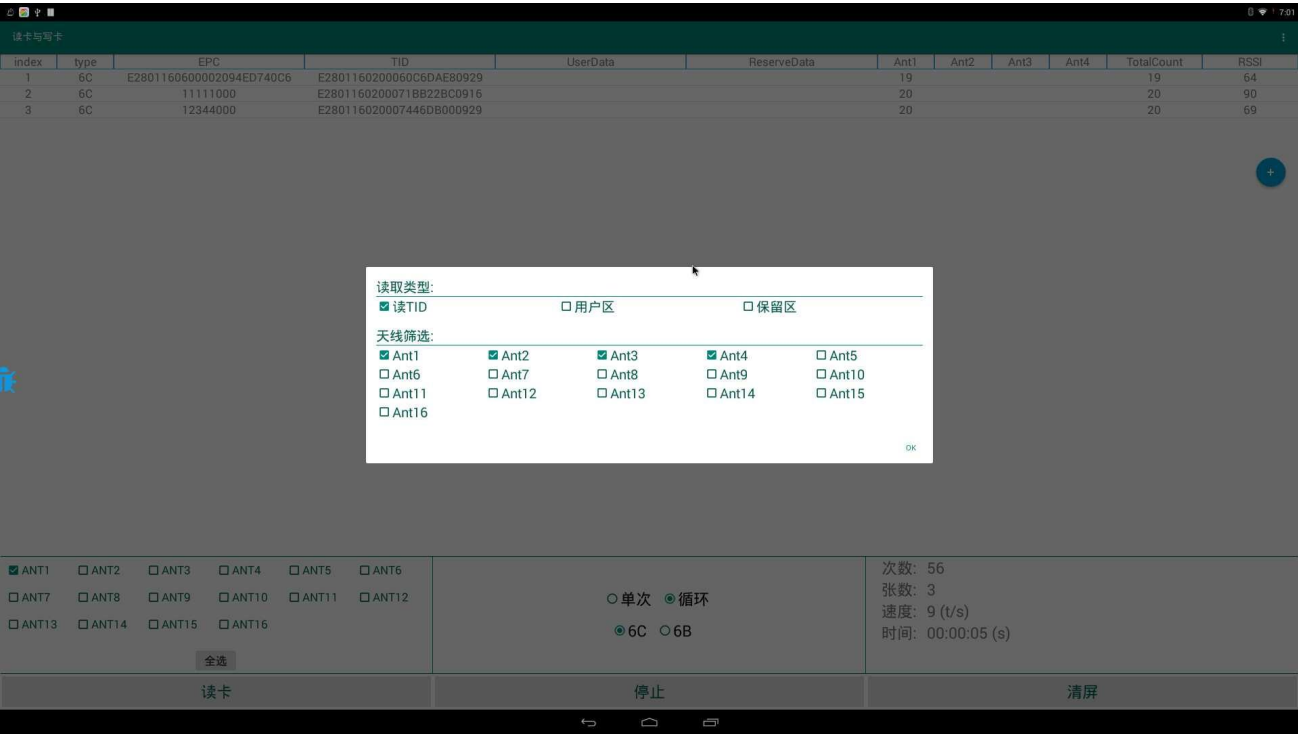 7:01
读卡与写卡
index type EPC TID UserData ReserveData Ant1 Ant2 Ant3 Ant4 TotalCount RSSI
1 6C E2801160600002094ED740C6 E2801160200060C6DAE80929 19 19 64
2 6C 11111000 E2801160200071BB22BC0916 20 20 90
3 6C 12344000 E280116020007446DB000929 20 20 69
+
读取类型:
读TID 用户区 保留区
天线筛选:
Ant1 Ant2 Ant3 Ant4 Ant5
Ant6 Ant7 Ant8 Ant9 Ant10
Ant11 Ant12 Ant13 Ant14 Ant15
Ant16
OK
ANT1 ANT2 ANT3 ANT4 ANT5 ANT6
ANT7 ANT8 ANT9 ANT10 ANT11 ANT12
ANT13 ANT14 ANT15 ANT16
全选
单次 循环
6C 6B
次数: 56
张数: 3
速度: 9 (t/s)
时间: 00:00:05 (s)
读卡 停止 清屏